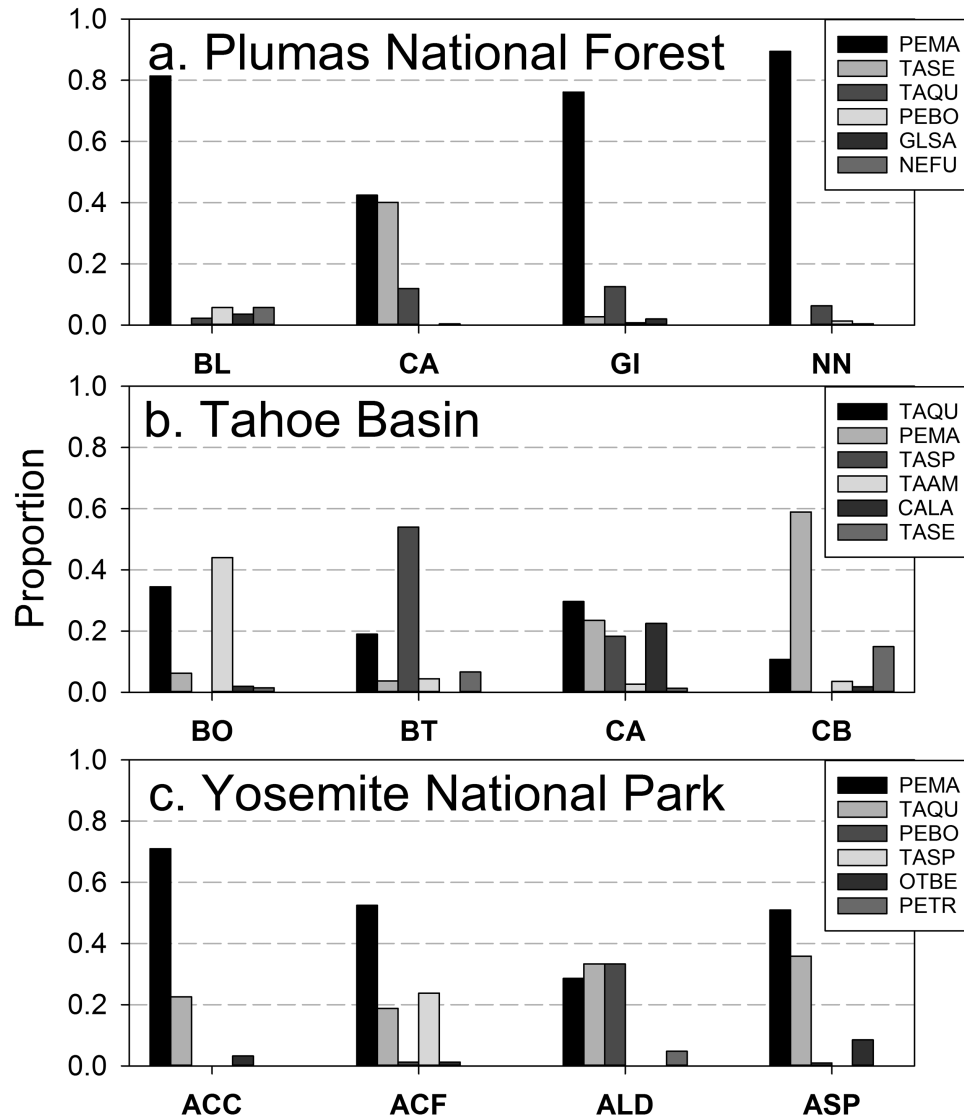 a. Plumas National Forest
1.0
0.8
0.6
0.4
0.2
0.0
PEMA
TASE
TAQU
PEBO
GLSA
NEFU
BL CA GI NN
b. Tahoe Basin
Proportion
1.0
0.8
0.6
0.4
0.2
0.0
TAQU
PEMA
TASP
TAAM
CALA
TASE
BO BT CA CB
c. Yosemite National Park
1.0
0.8
0.6
0.4
0.2
0.0
PEMA
TAQU
PEBO
TASP
OTBE
PETR
ACC ACF ALD ASP